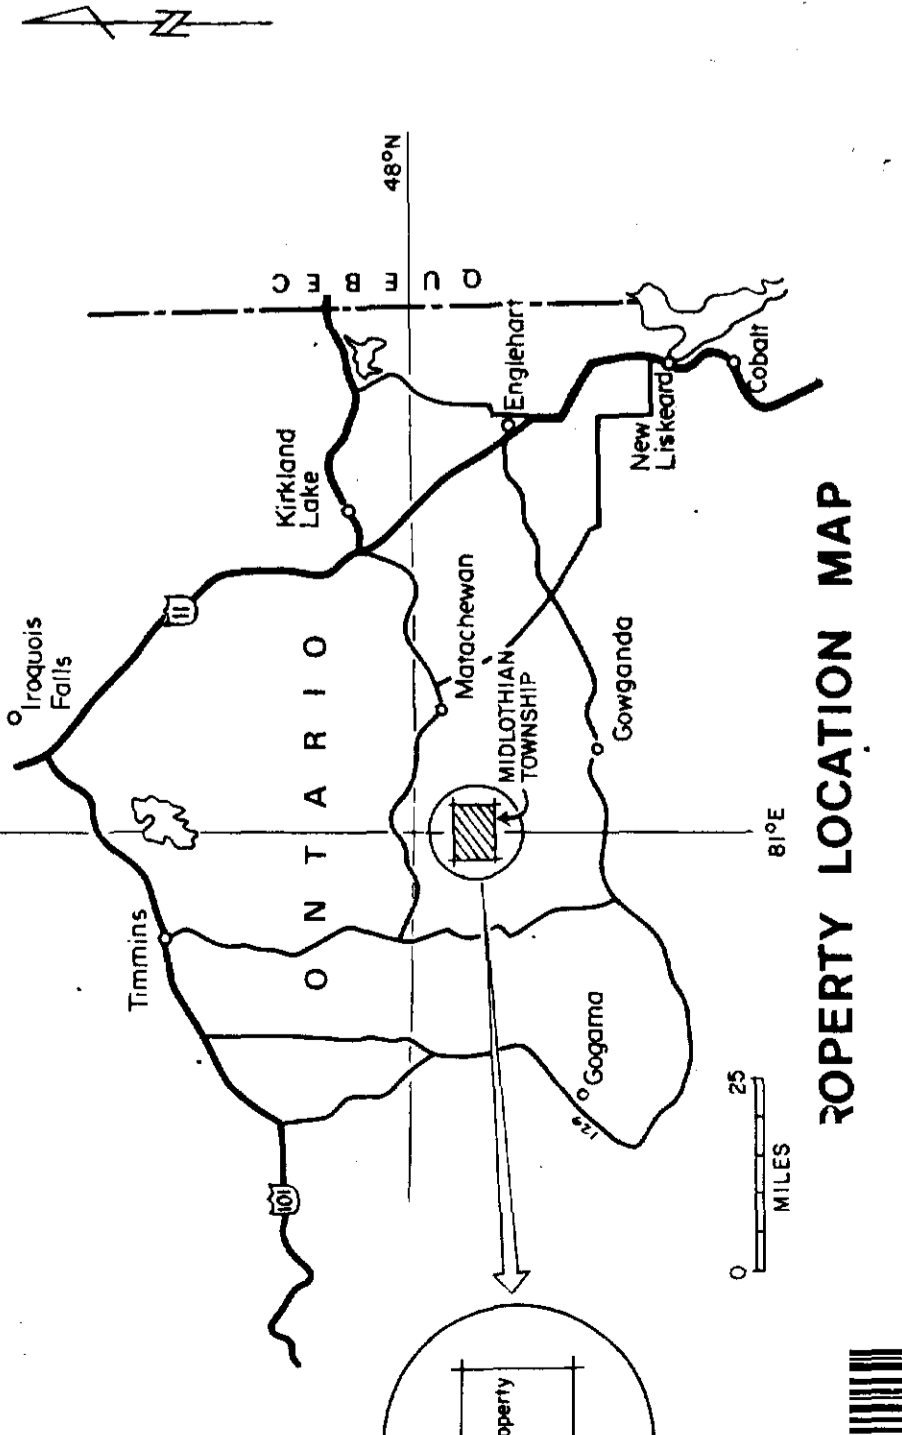 N
48°N
QUEBEC
Iroquois
Falls
11
Kirkland
Lake
Englehart
New
Liskeard
Cobalt
ONTARIO
Matachewan
MIDLOTHIAN
TOWNSHIP
Gowganda
Timmins
81°E
101
Gogama
129
0 25
MILES
operty
ROPERTY LOCATION MAP